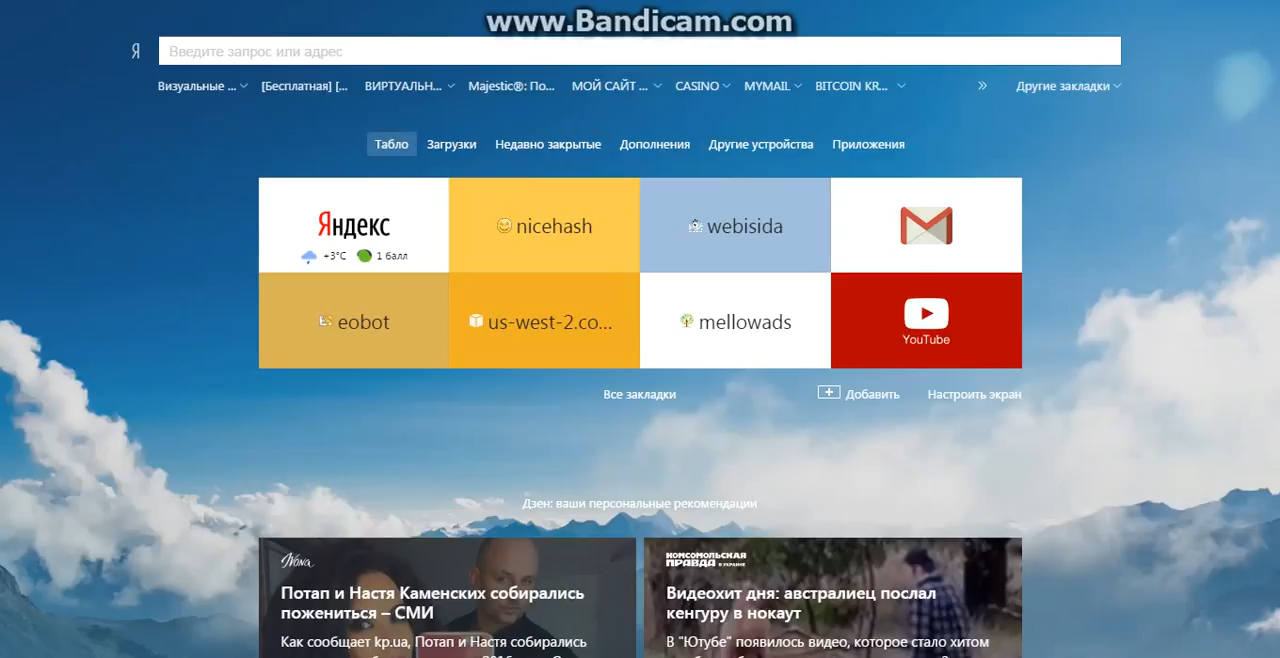 www.Bandicam.com
Я Введите запрос или адрес
Визуальные ... [Бесплатная] [... ВИРТУАЛЬН... Majestic®: По... МОЙ САЙТ ... CASINO MYMAIL BITCOIN KR... » Другие закладки
Табло Загрузки Недавно закрытые Дополнения Другие устройства Приложения
Яндекс
+3°C 1 балл
nicehash
webisida
eobot
us-west-2.co...
mellowads
YouTube
Все закладки Добавить Настроить экран
Дзен: ваши персональные рекомендации
Потап и Настя Каменских собирались
пожениться – СМИ
Как сообщает kp.ua, Потап и Настя собирались
КОМСОМОЛЬСКАЯ
ПРАВДА В УКРАИНЕ
Видеохит дня: австралиец послал
кенгуру в нокаут
В "Ютубе" появилось видео, которое стало хитом